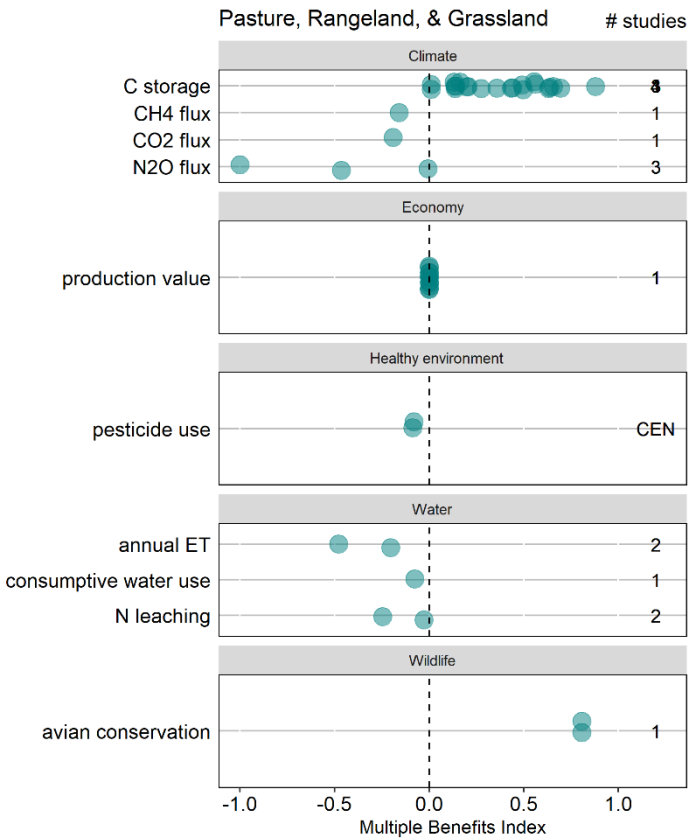 Pasture, Rangeland, & Grassland # studies
Climate
C storage
CH4 flux 1
CO2 flux 1
N2O flux 3
Economy
production value 1
Healthy environment
pesticide use CEN
Water
annual ET 2
consumptive water use 1
N leaching 2
Wildlife
avian conservation 1
-1.0 -0.5 0.0 0.5 1.0
Multiple Benefits Index